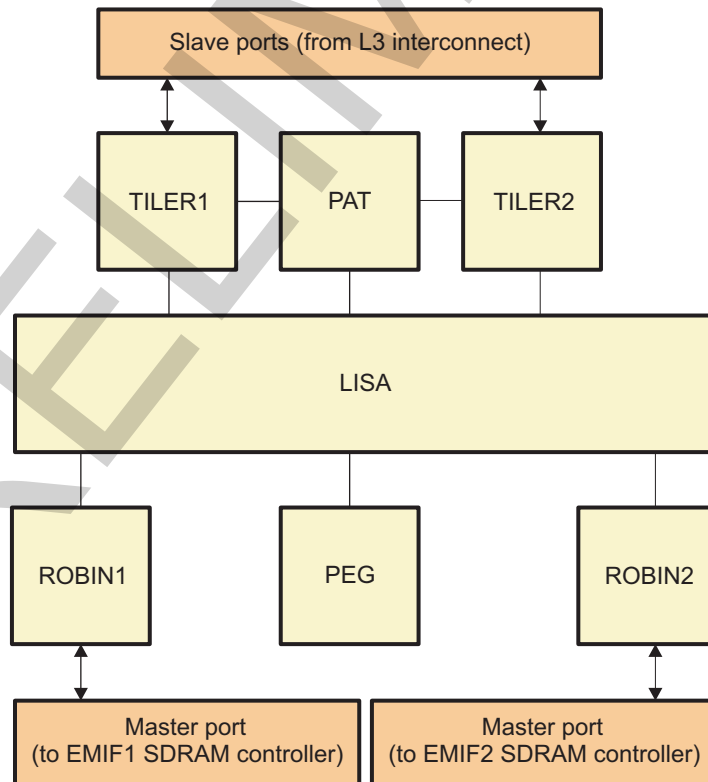 Slave ports (from L3 interconnect)
TILER1
PAT
TILER2
LISA
ROBIN1
PEG
ROBIN2
Master port
(to EMIF1 SDRAM controller)
Master port
(to EMIF2 SDRAM controller)